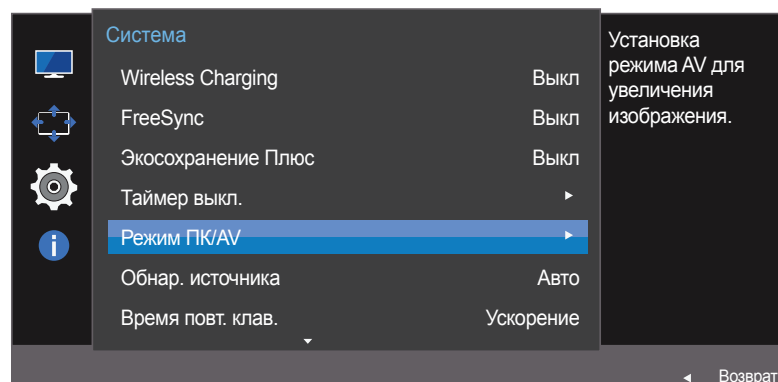 Система
Wireless Charging Выкл
FreeSync Выкл
Экосохранение Плюс Выкл
Таймер выкл.
Режим ПК/AV
Обнар. источника Авто
Время повт. клав. Ускорение
Установка
режима AV для
увеличения
изображения.
Возврат